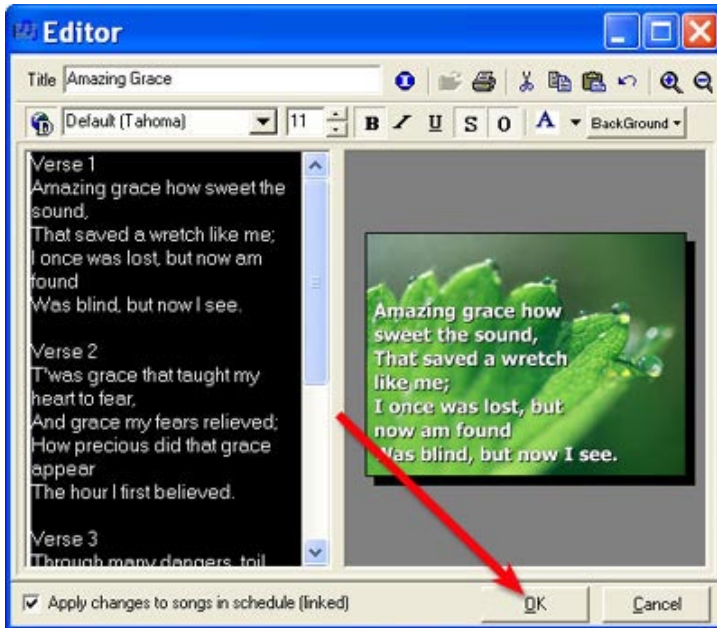 Editor
Title Amazing Grace
Default (Tahoma) 11 B I U S O A BackGround
Verse 1
Amazing grace how sweet the
sound,
That saved a wretch like me;
I once was lost, but now am
found
Was blind, but now I see.
Verse 2
T'was grace that taught my
heart to fear,
And grace my fears relieved;
How precious did that grace
appear
The hour I first believed.
Verse 3
Through many dangers, toil
Amazing grace how
sweet the sound,
That saved a wretch
like me;
I once was lost, but
now am found
Was blind, but now I see.
Apply changes to songs in schedule (linked)
OK Cancel